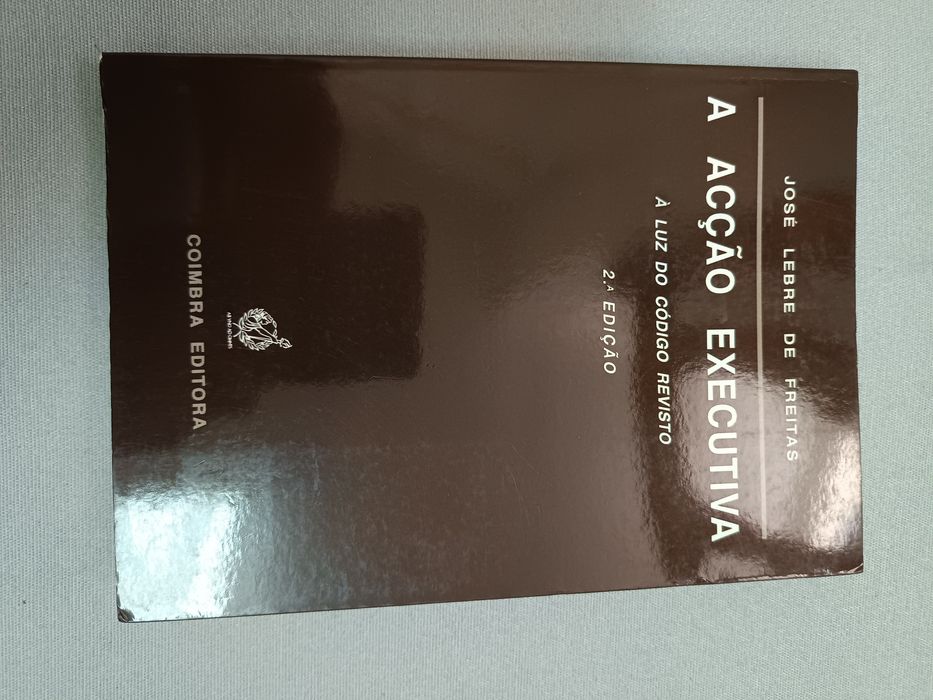 JOSÉ LEBRE DE FREITAS
A ACÇÃO EXECUTIVA
À LUZ DO CÓDIGO REVISTO
2.ª EDIÇÃO
COIMBRA EDITORA